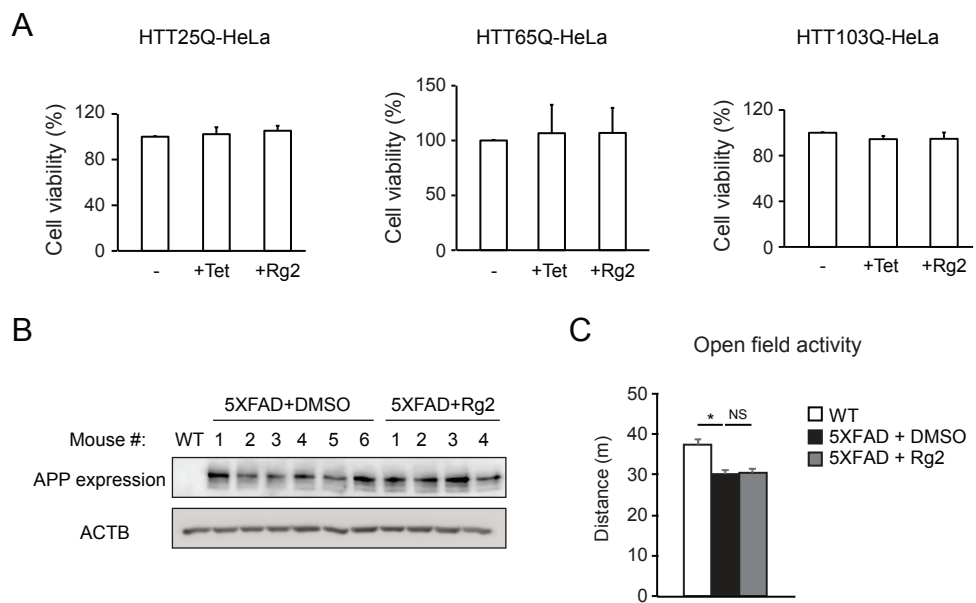 A
HTT25Q-HeLa
HTT65Q-HeLa
HTT103Q-HeLa
Cell viability (%)
120
80
40
0
- +Tet +Rg2
Cell viability (%)
150
100
50
0
- +Tet +Rg2
Cell viability (%)
120
80
40
0
- +Tet +Rg2
B
5XFAD+DMSO 5XFAD+Rg2
Mouse #: WT 1 2 3 4 5 6 1 2 3 4
APP expression
ACTB
C
Open field activity
Distance (m)
50
40
30
20
10
0
* NS
WT
5XFAD + DMSO
5XFAD + Rg2